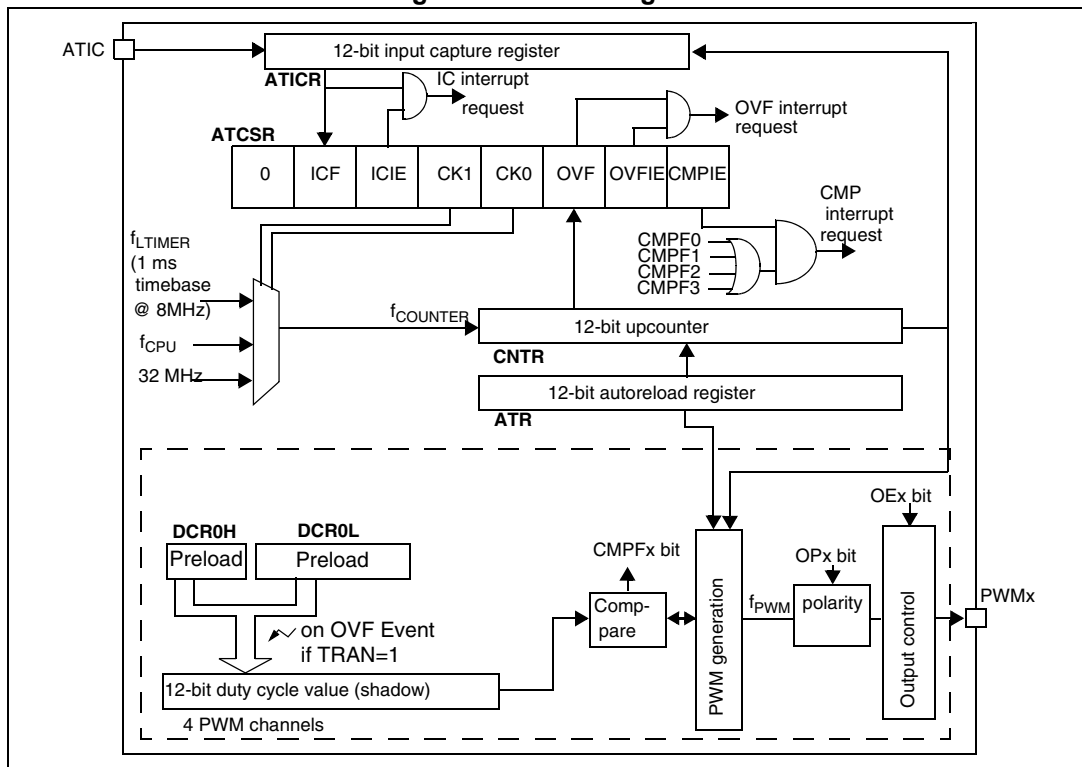 ATIC
12-bit input capture register
ATICR
IC interrupt
request
OVF interrupt
request
ATCSR
0 ICF ICIE CK1 CK0 OVF OVFIE CMPIE
CMP
interrupt
request
CMPF0
CMPF1
CMPF2
CMPF3
fLTIMER
(1 ms
timebase
@ 8MHz)
fCPU
32 MHz
fCOUNTER
12-bit upcounter
CNTR
12-bit autoreload register
ATR
OEx bit
DCR0H DCR0L
Preload Preload
CMPFx bit
OPx bit
Comp-
pare
PWM generation
fPWM
polarity
Output control
PWMx
on OVF Event
if TRAN=1
12-bit duty cycle value (shadow)
4 PWM channels